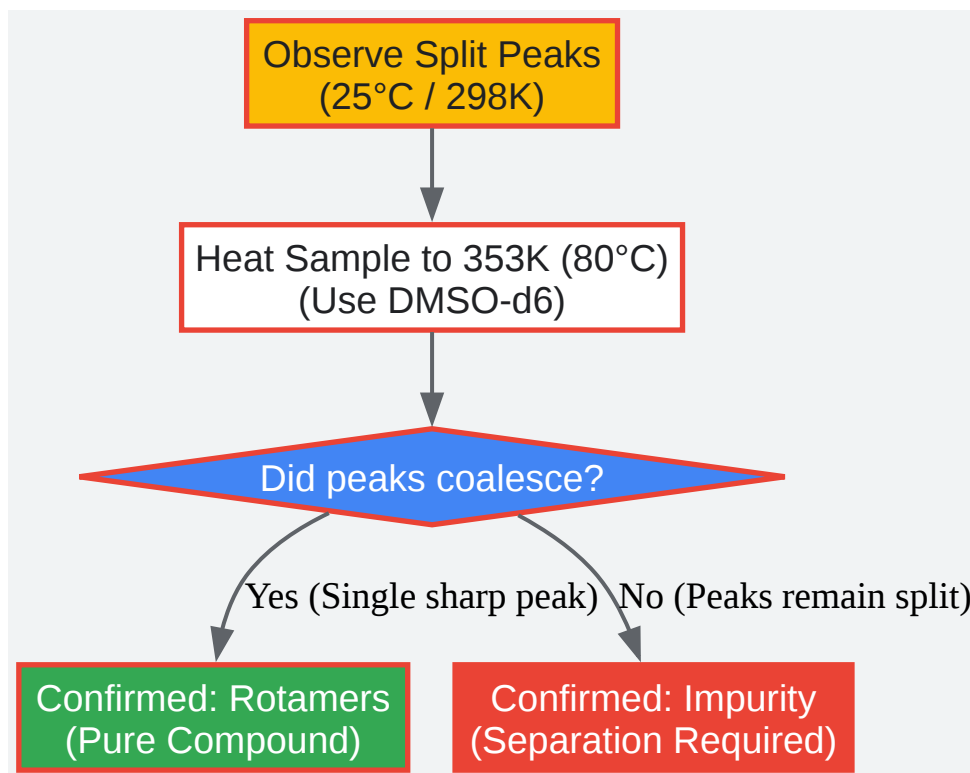 Observe Split Peaks
(25°C / 298K)
Heat Sample to 353K (80°C)
(Use DMSO-d6)
Did peaks coalesce?
Yes (Single sharp peak)
No (Peaks remain split)
Confirmed: Rotamers
(Pure Compound)
Confirmed: Impurity
(Separation Required)